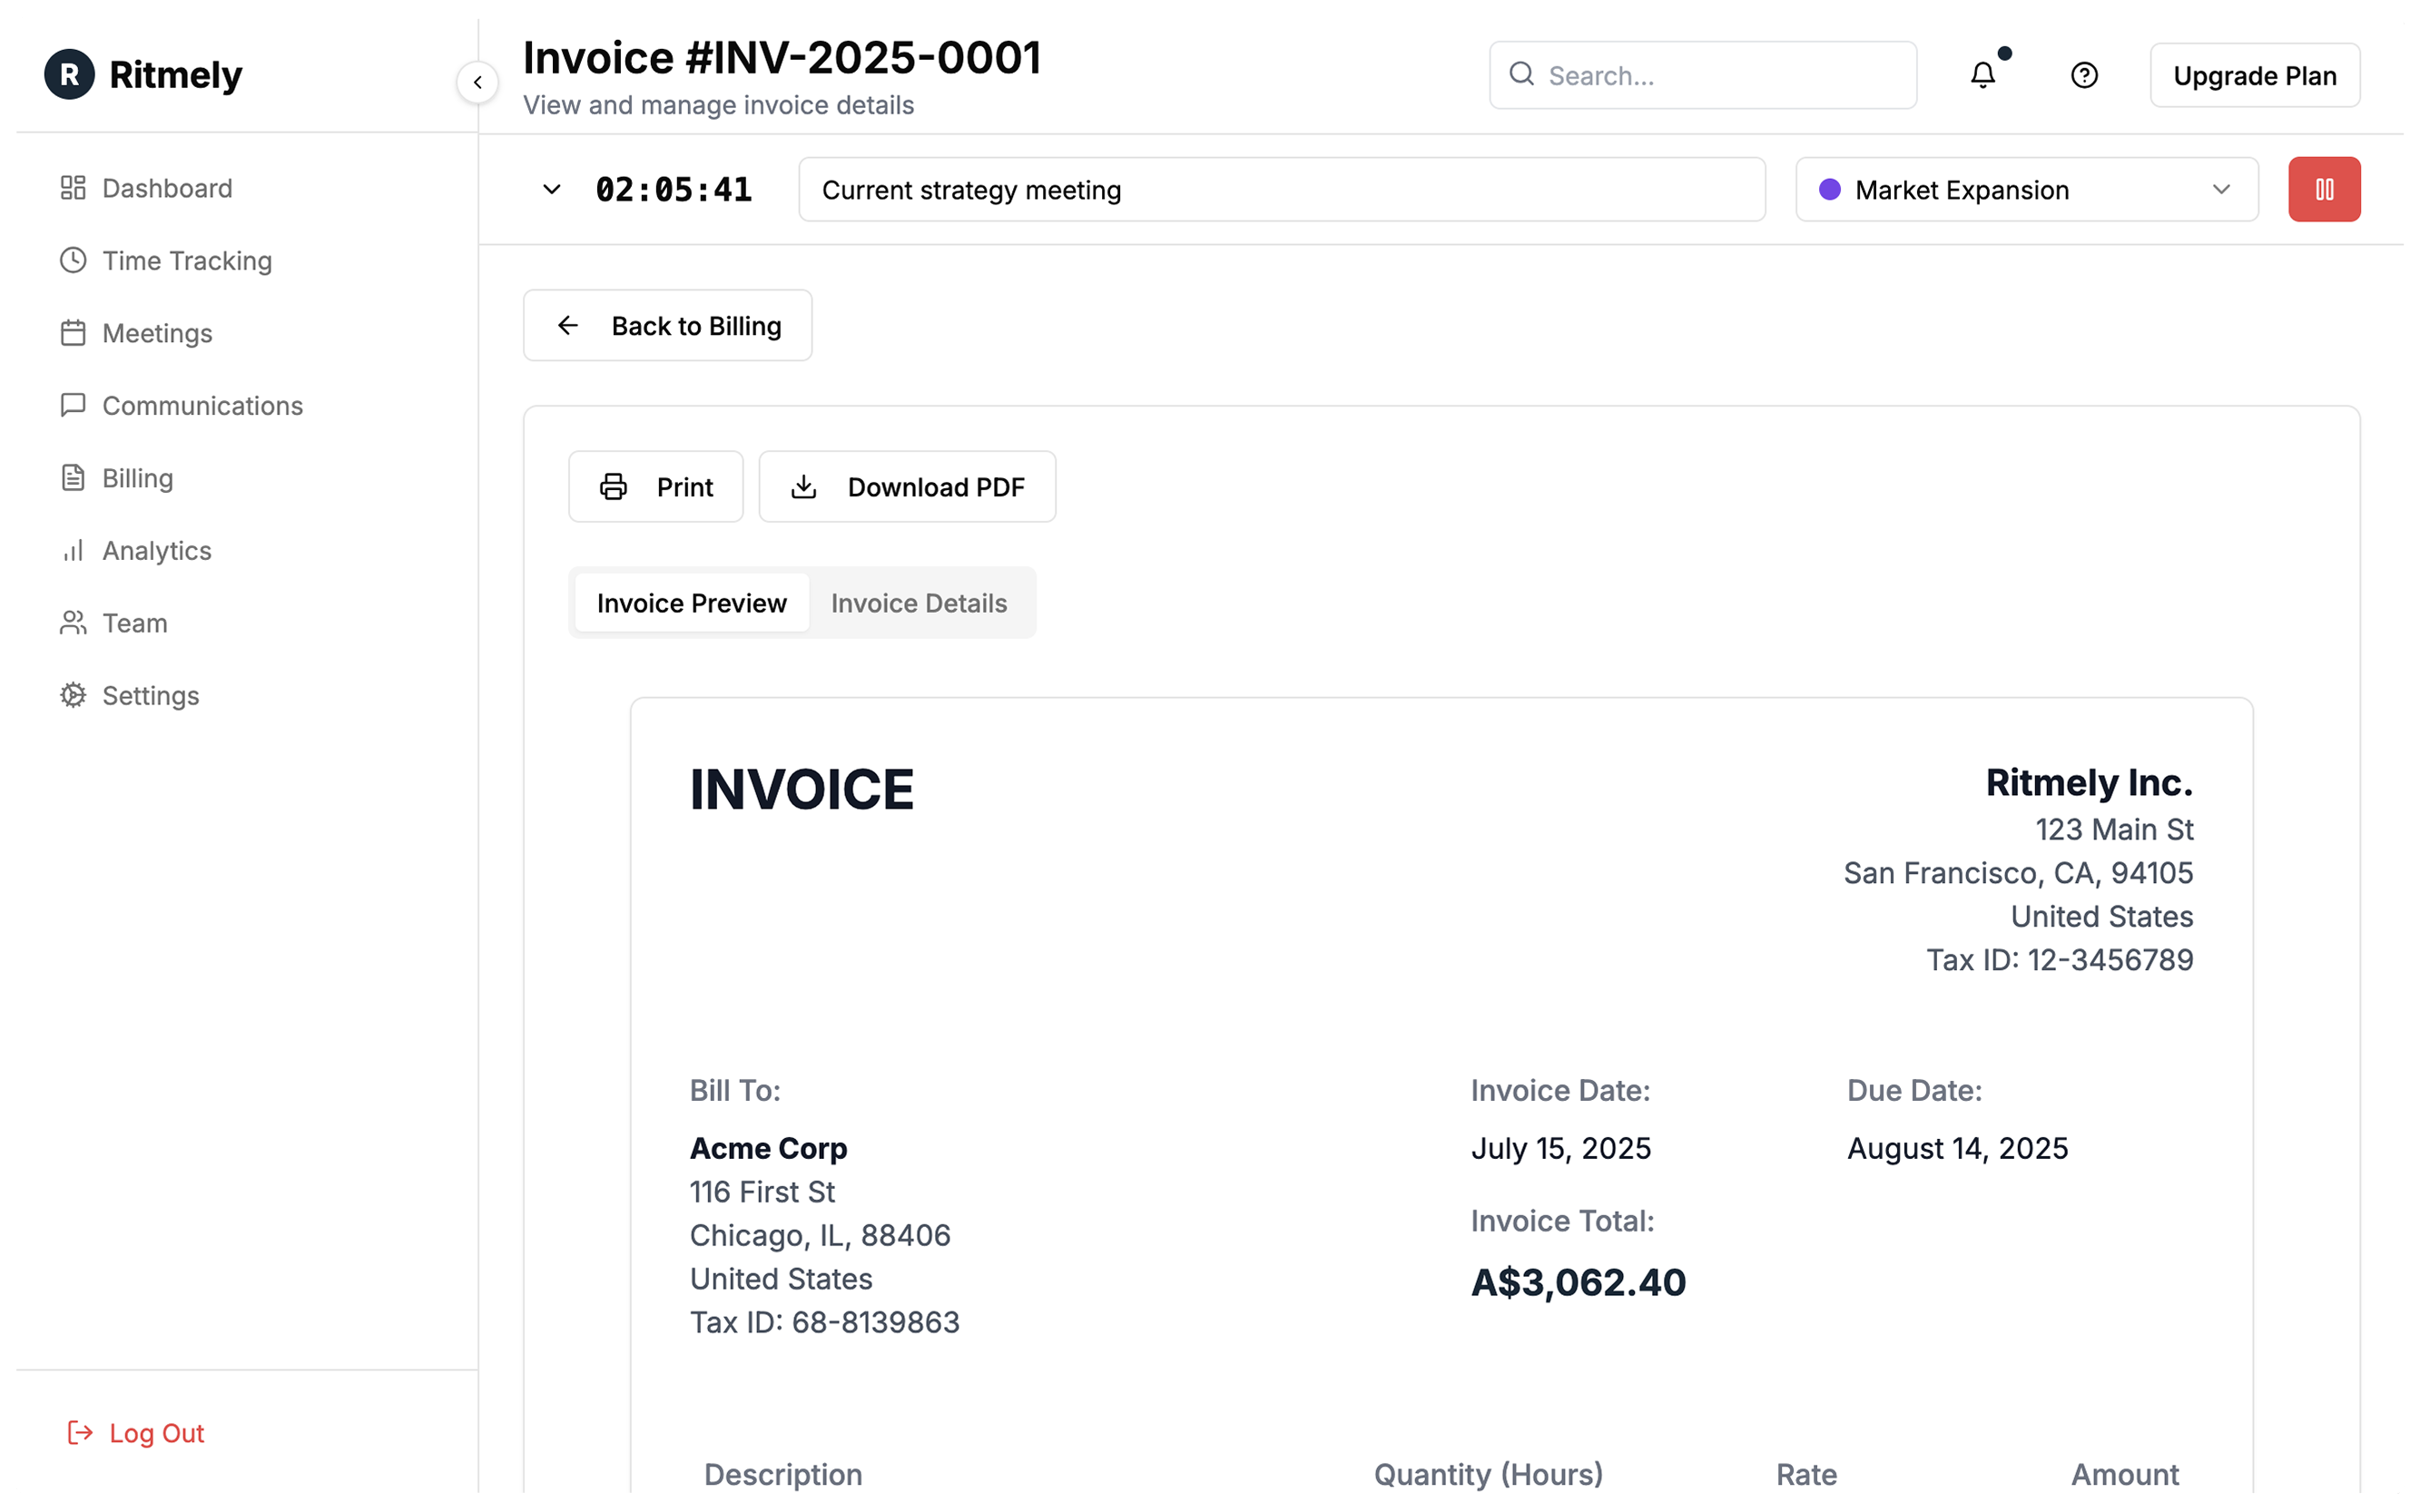 R Ritmely
Dashboard
Time Tracking
Meetings
Communications
Billing
Analytics
Team
Settings
Log Out
Invoice #INV-2025-0001
View and manage invoice details
Search...
Upgrade Plan
02:05:41
Current strategy meeting
Market Expansion
Back to Billing
Print
Download PDF
Invoice Preview
Invoice Details
INVOICE
Ritmely Inc.
123 Main St
San Francisco, CA, 94105
United States
Tax ID: 12-3456789
Bill To:
Acme Corp
116 First St
Chicago, IL, 88406
United States
Tax ID: 68-8139863
Invoice Date:
July 15, 2025
Due Date:
August 14, 2025
Invoice Total:
A$3,062.40
Description Quantity (Hours) Rate Amount